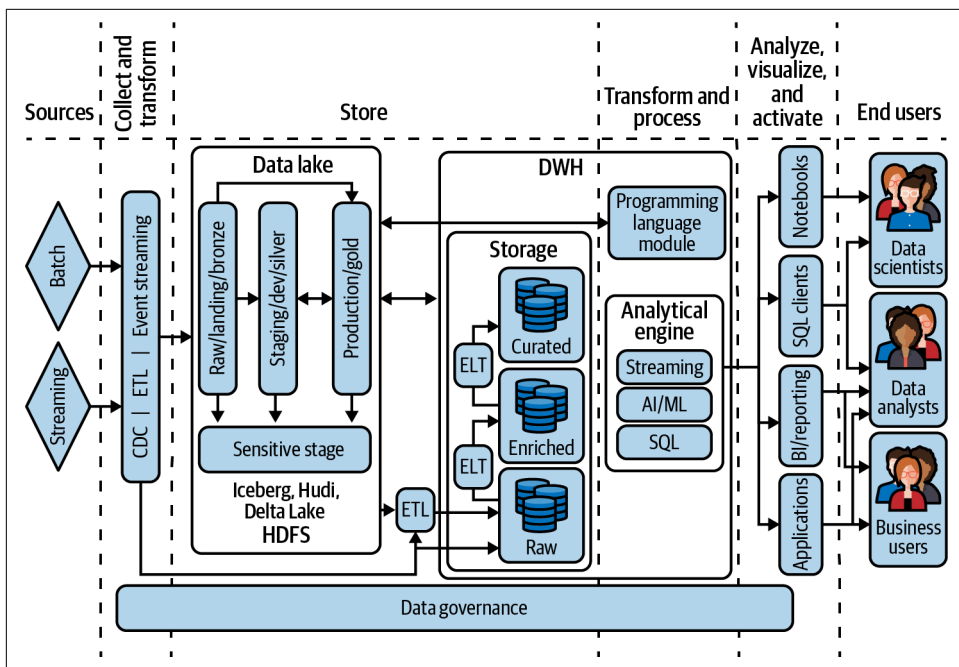 Sources
Collect and
transform
Store
Transform and
process
Analyze,
visualize,
and
activate
End users
Batch
Streaming
CDC | ETL | Event streaming
Data lake
Raw/landing/bronze
Staging/dev/silver
Production/gold
Sensitive stage
Iceberg, Hudi,
Delta Lake
HDFS
ETL
DWH
Storage
Curated
ELT
Enriched
ELT
Raw
Programming
language
module
Analytical
engine
Streaming
AI/ML
SQL
Notebooks
SQL clients
BI/reporting
Applications
Data
scientists
Data
analysts
Business
users
Data governance